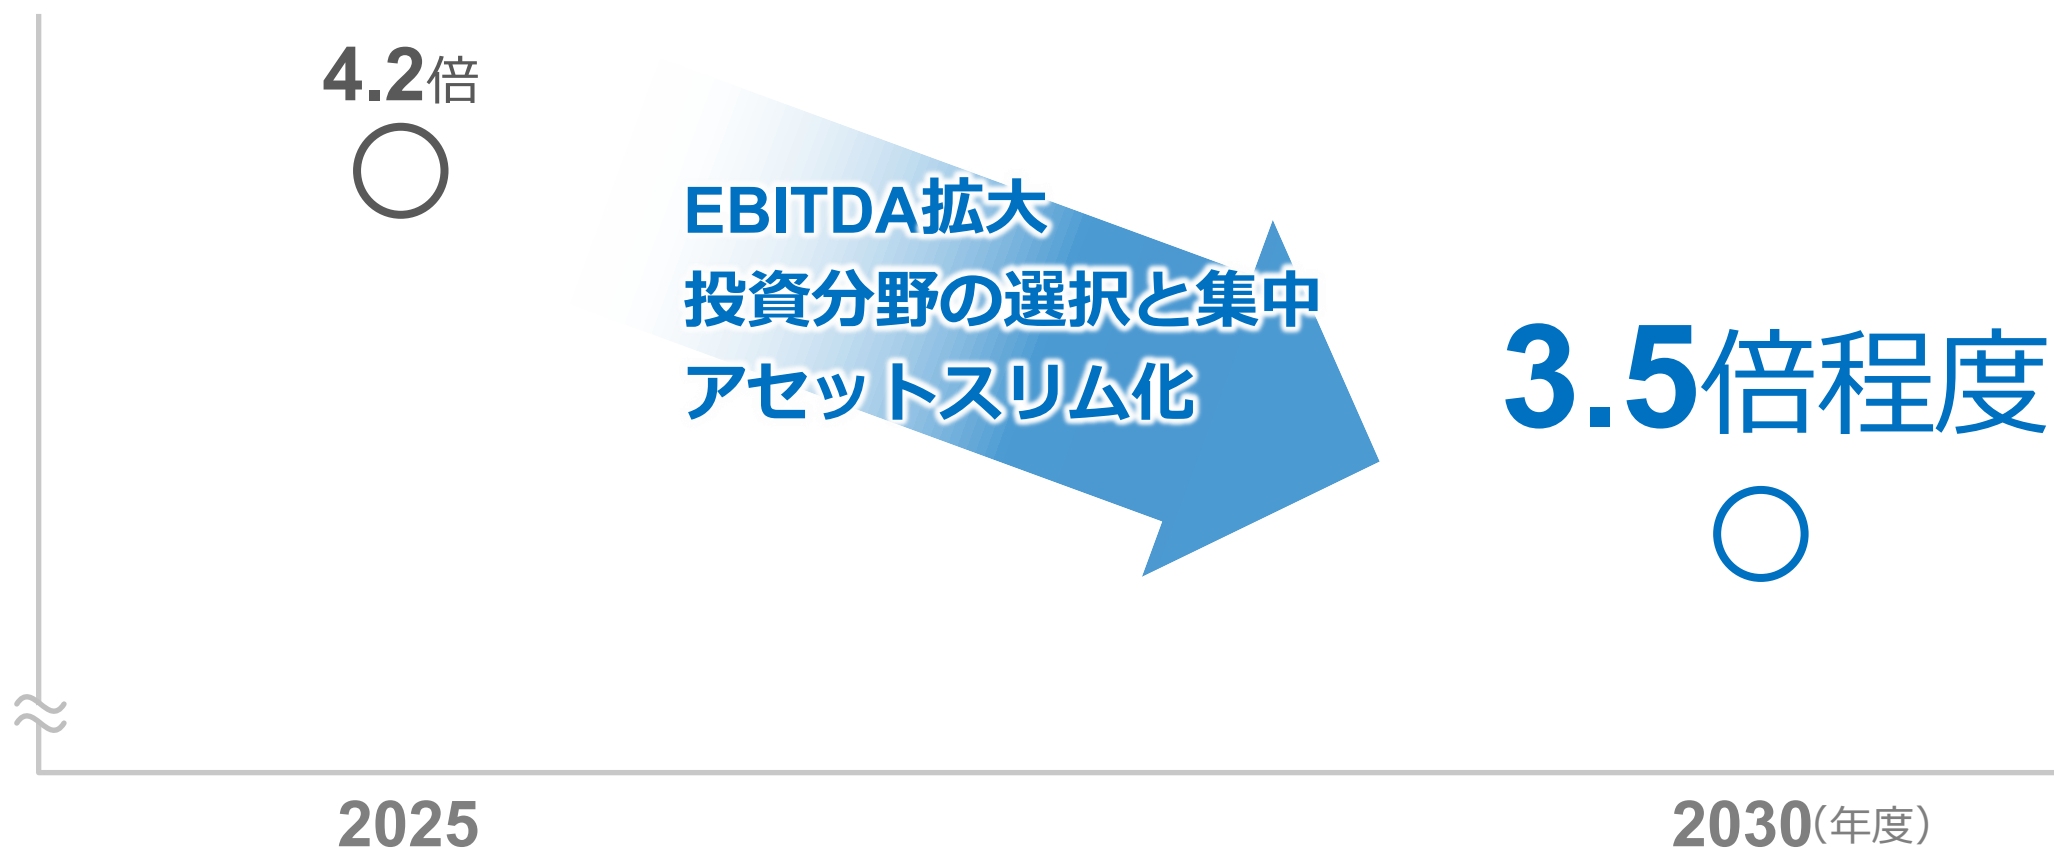 4.2倍
EBITDA拡大
投資分野の選択と集中
アセットスリム化
3.5倍程度
2025
2030(年度)